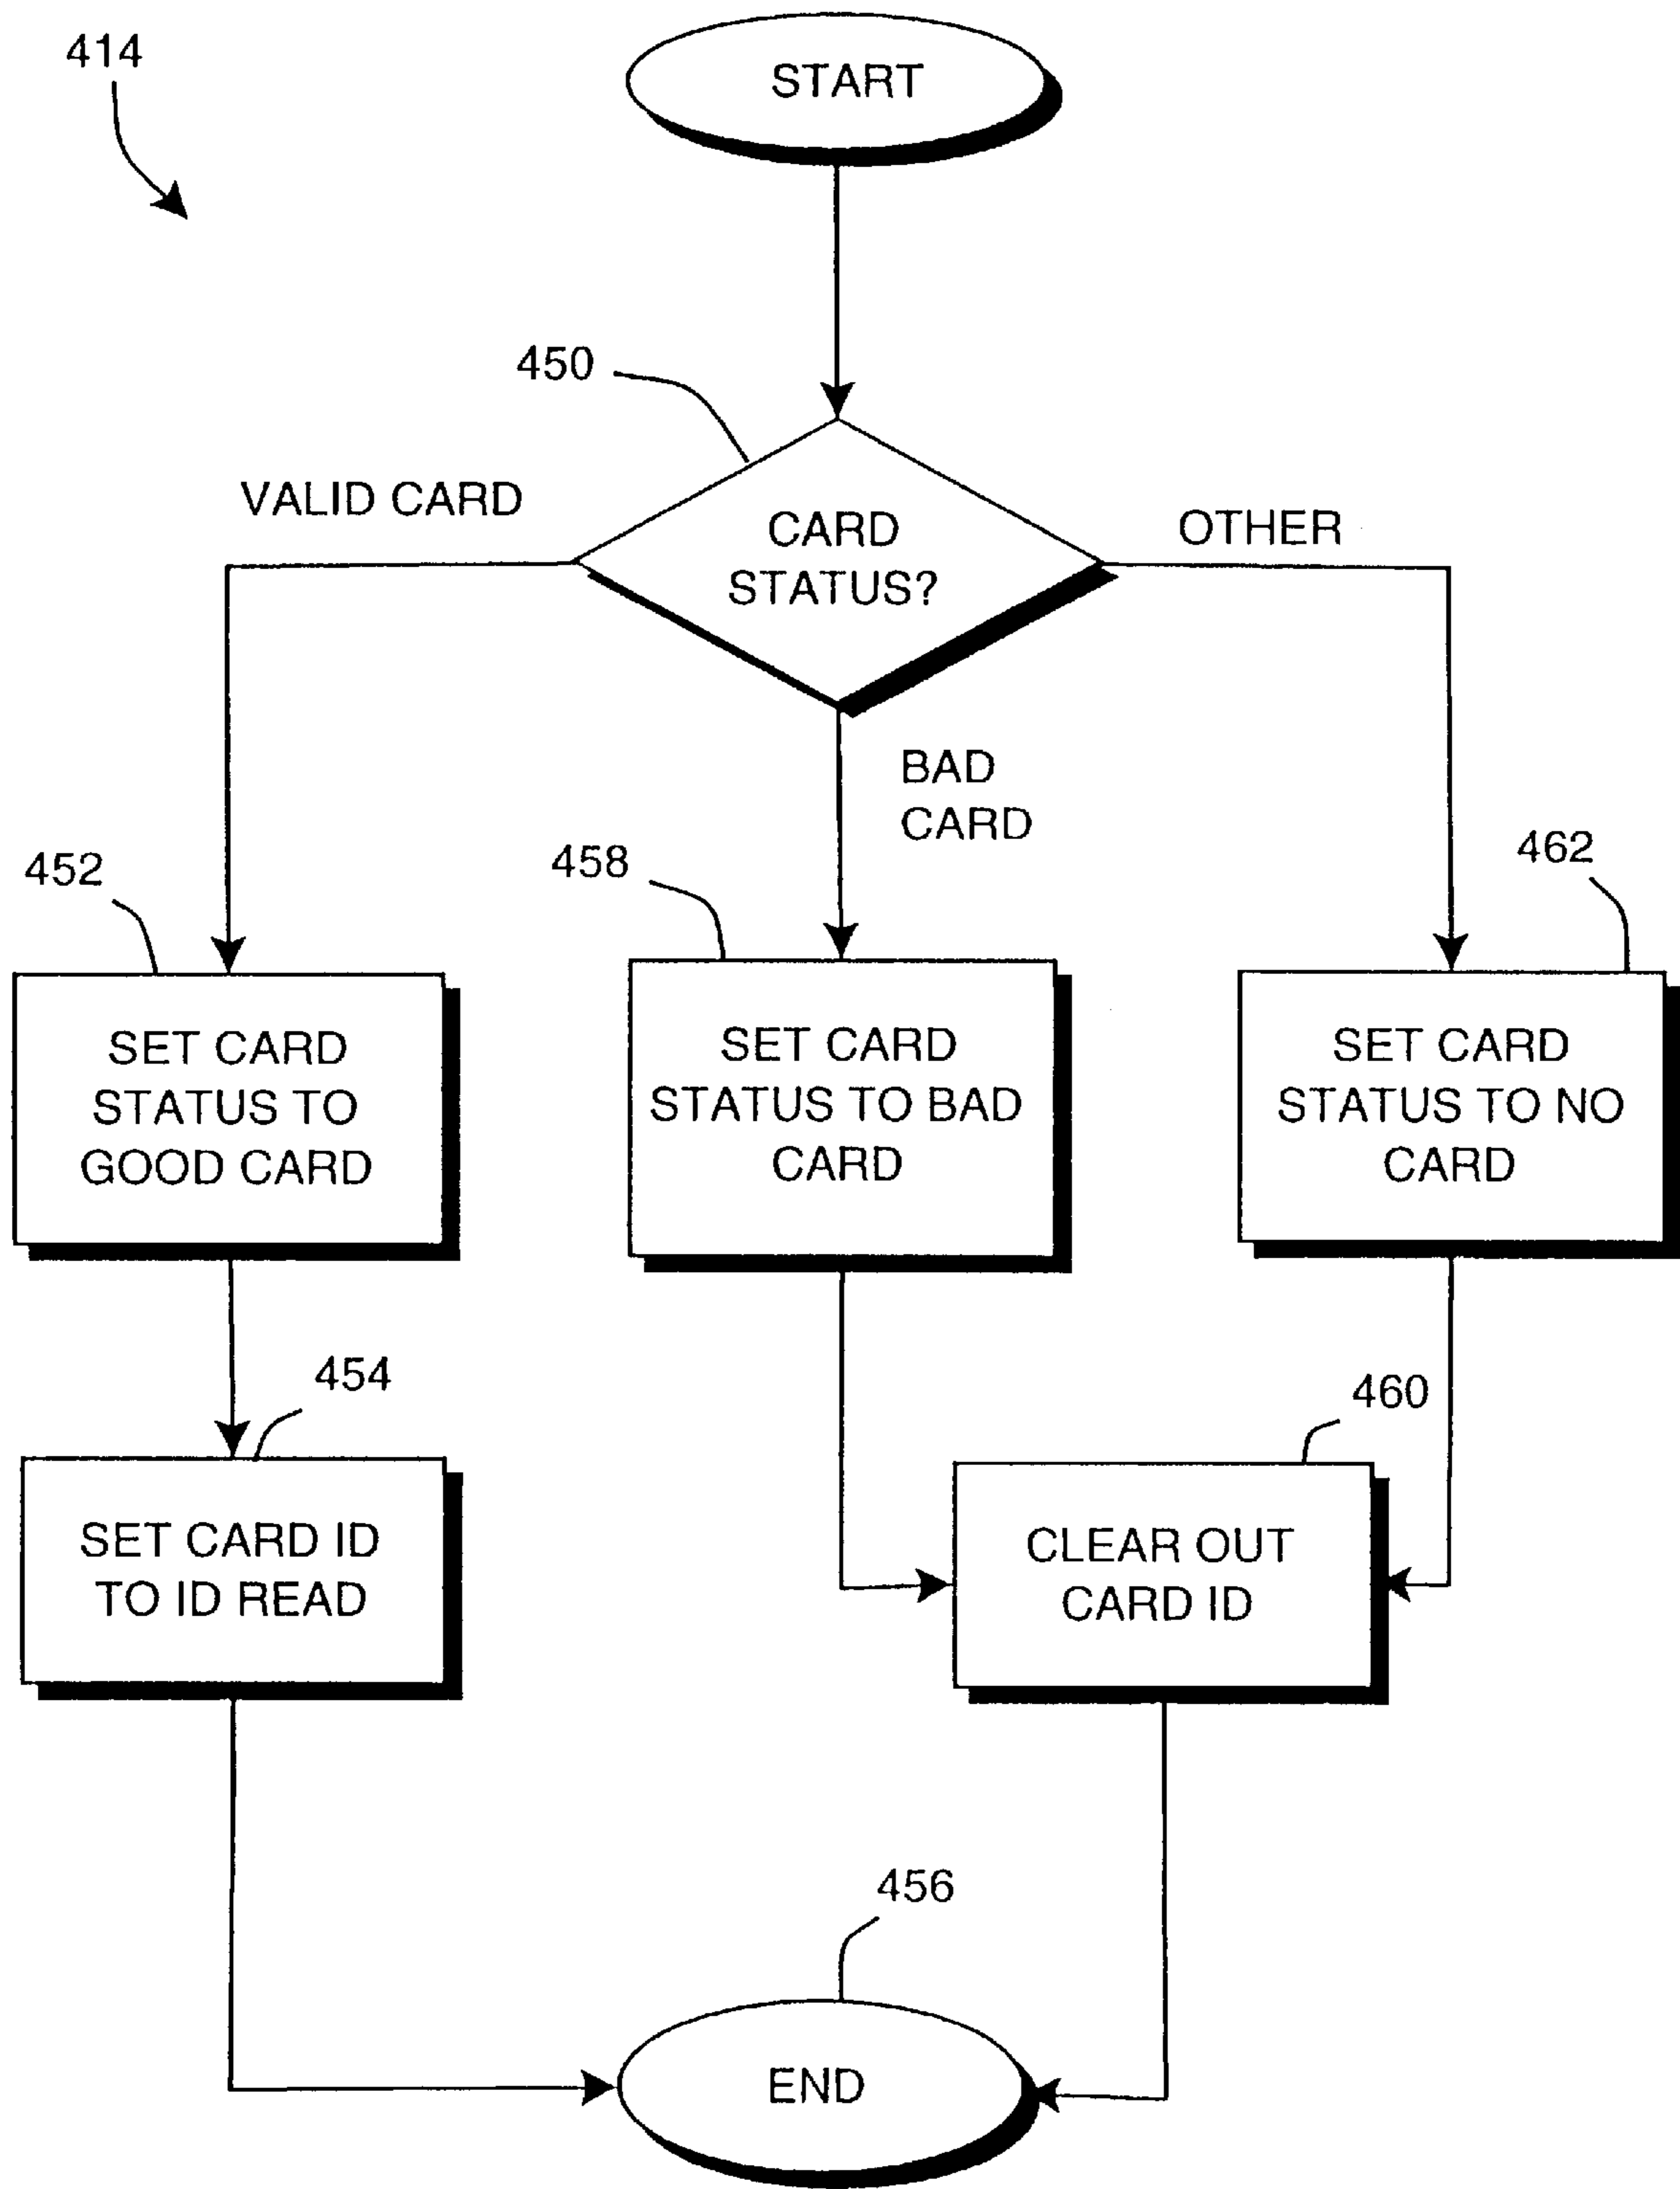 414
START
450
VALID CARD
CARD
STATUS?
OTHER
BAD
CARD
452
458
462
SET CARD
STATUS TO
GOOD CARD
SET CARD
STATUS TO BAD
CARD
SET CARD
STATUS TO NO
CARD
454
460
SET CARD ID
TO ID READ
CLEAR OUT
CARD ID
456
END